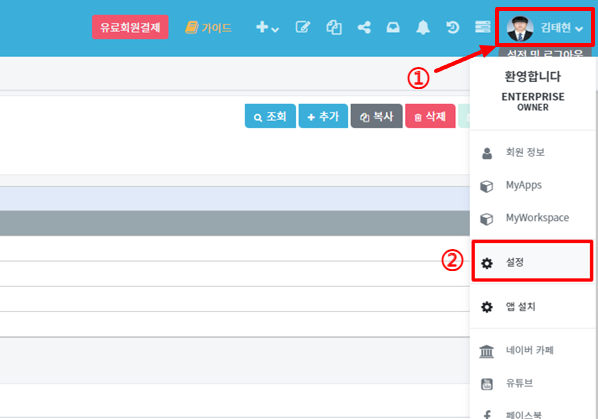 유료회원결제
가이드
김태현
설정 및 로그아웃
①
환영합니다
ENTERPRISE
OWNER
조회
추가
복사
삭제
회원 정보
MyApps
MyWorkspace
②
설정
앱 설치
네이버 카페
유튜브
페이스북